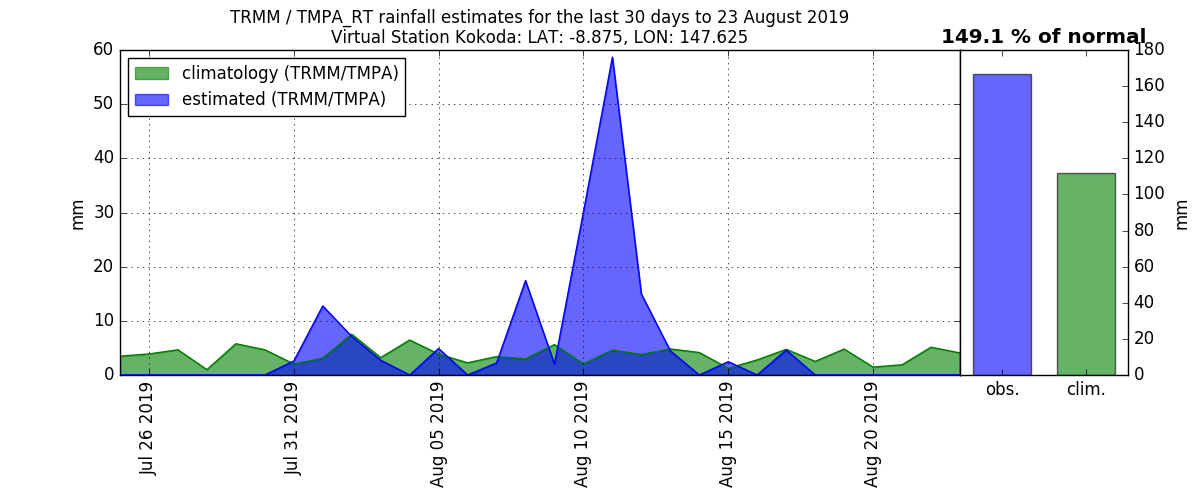 TRMM / TMPA_RT rainfall estimates for the last 30 days to 23 August 2019
Virtual Station Kokoda: LAT: -8.875, LON: 147.625
149.1 % of normal
climatology (TRMM/TMPA)
estimated (TRMM/TMPA)
60
50
40
30
20
10
0
mm
Jul 26 2019
Jul 31 2019
Aug 05 2019
Aug 10 2019
Aug 15 2019
Aug 20 2019
180
160
140
120
100
80
60
40
20
0
mm
obs.
clim.